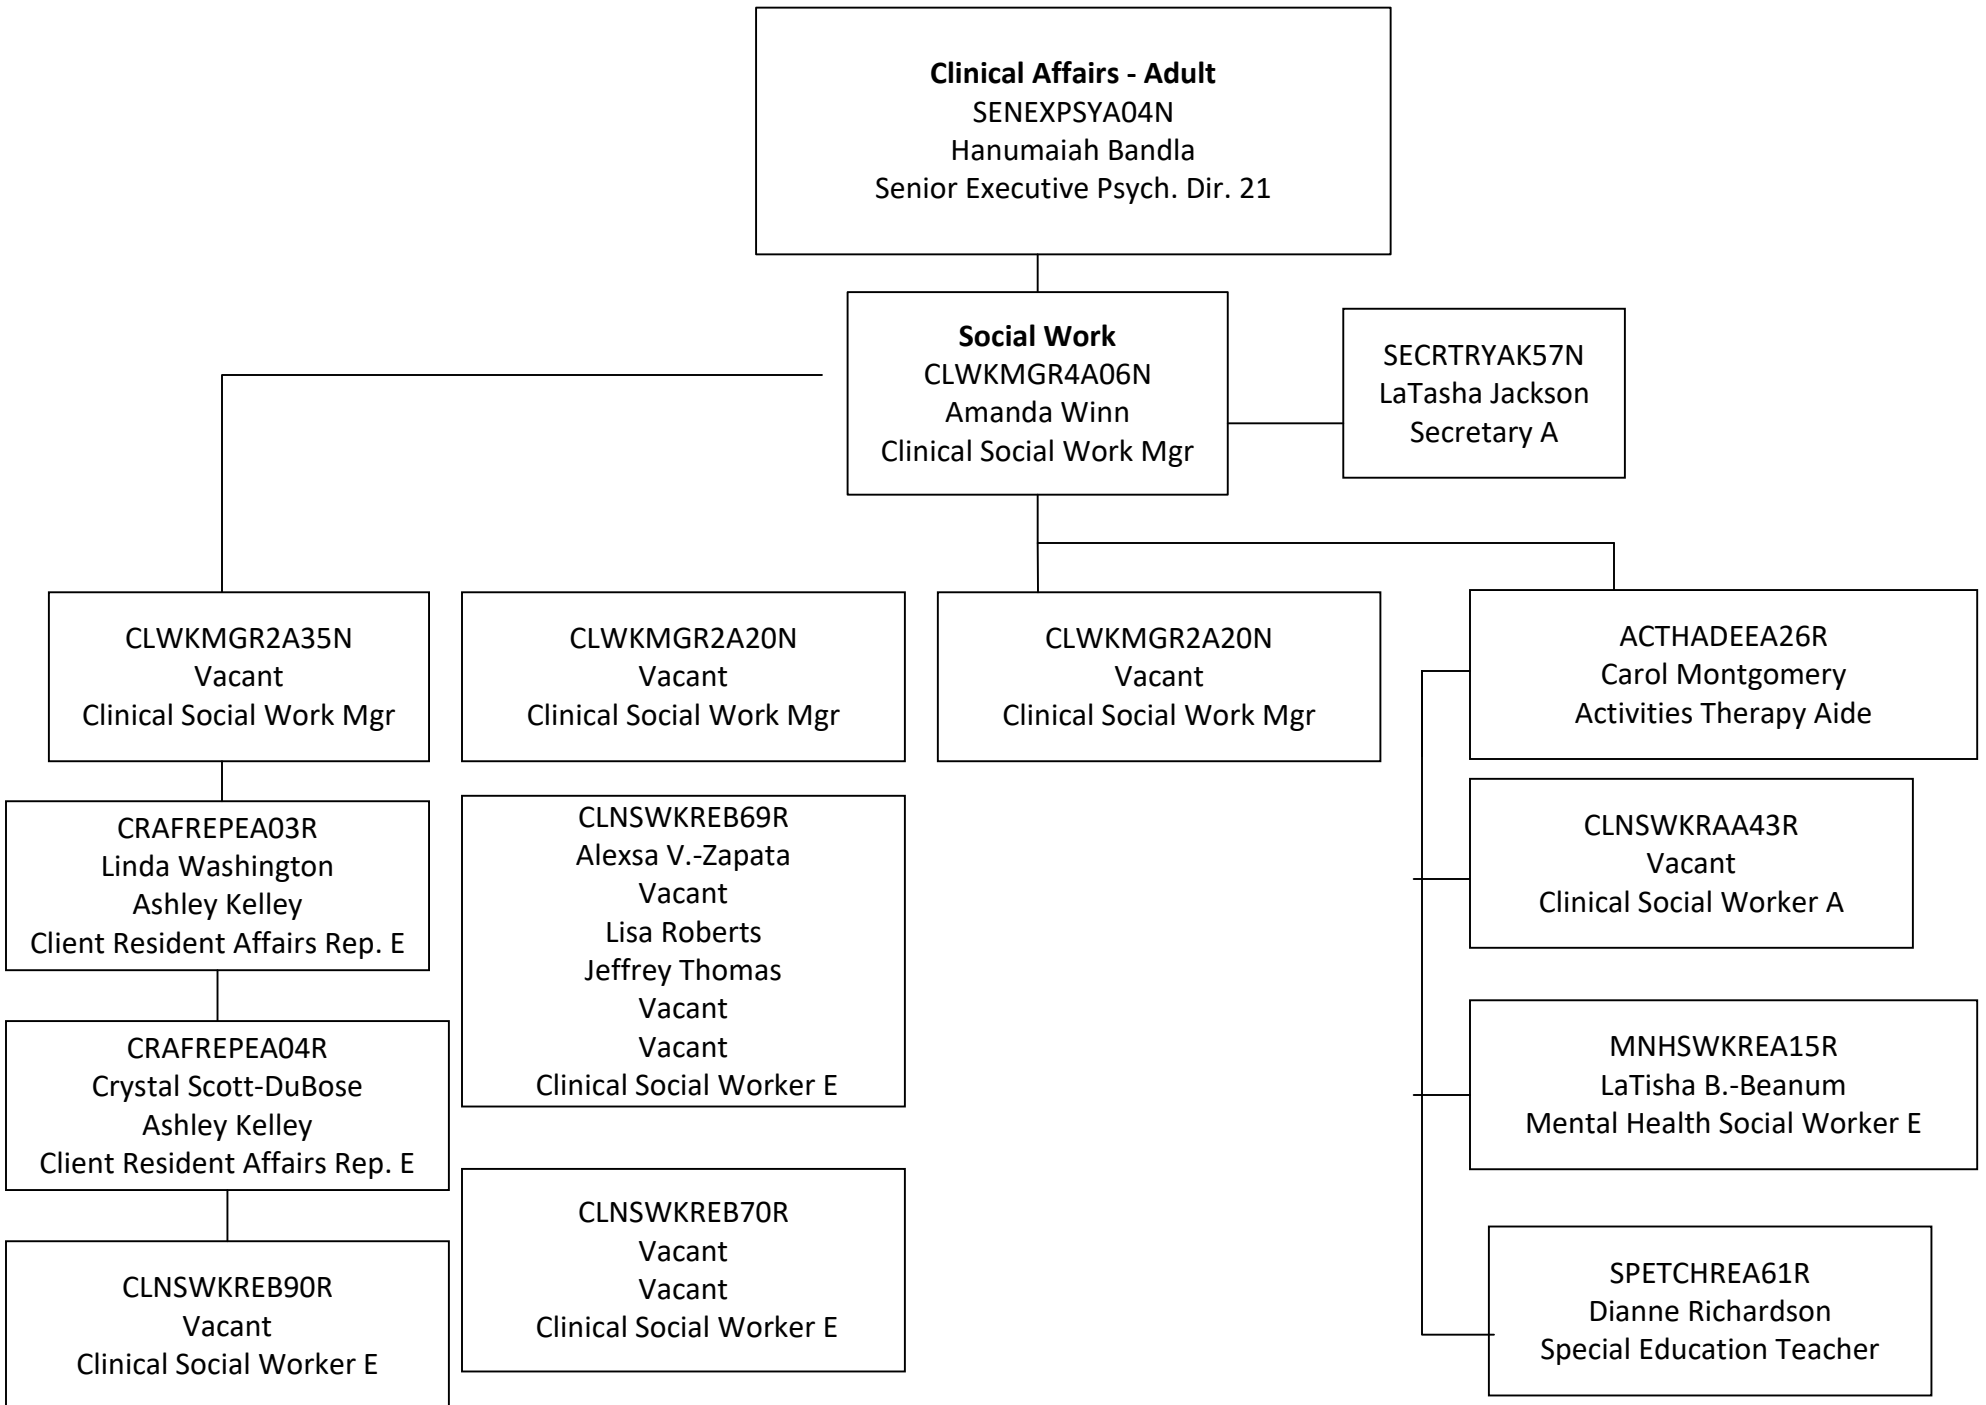 Clinical Affairs - Adult
SENEXPSYA04N
Hanumaiah Bandla
Senior Executive Psych. Dir. 21
Social Work
CLWKMGR4A06N
Amanda Winn
Clinical Social Work Mgr
SECRTRYAK57N
LaTasha Jackson
Secretary A
CLWKMGR2A35N
Vacant
Clinical Social Work Mgr
CLWKMGR2A20N
Vacant
Clinical Social Work Mgr
CLWKMGR2A20N
Vacant
Clinical Social Work Mgr
ACTHADEEA26R
Carol Montgomery
Activities Therapy Aide
CRAFREPEA03R
Linda Washington
Ashley Kelley
Client Resident Affairs Rep. E
CLNSWKREB69R
Alexsa V.-Zapata
Vacant
Lisa Roberts
Jeffrey Thomas
Vacant
Vacant
Clinical Social Worker E
CLNSWKRAA43R
Vacant
Clinical Social Worker A
CRAFREPEA04R
Crystal Scott-DuBose
Ashley Kelley
Client Resident Affairs Rep. E
MNHSWKREA15R
LaTisha B.-Beanum
Mental Health Social Worker E
CLNSWKREB90R
Vacant
Clinical Social Worker E
CLNSWKREB70R
Vacant
Vacant
Clinical Social Worker E
SPETCHREA61R
Dianne Richardson
Special Education Teacher